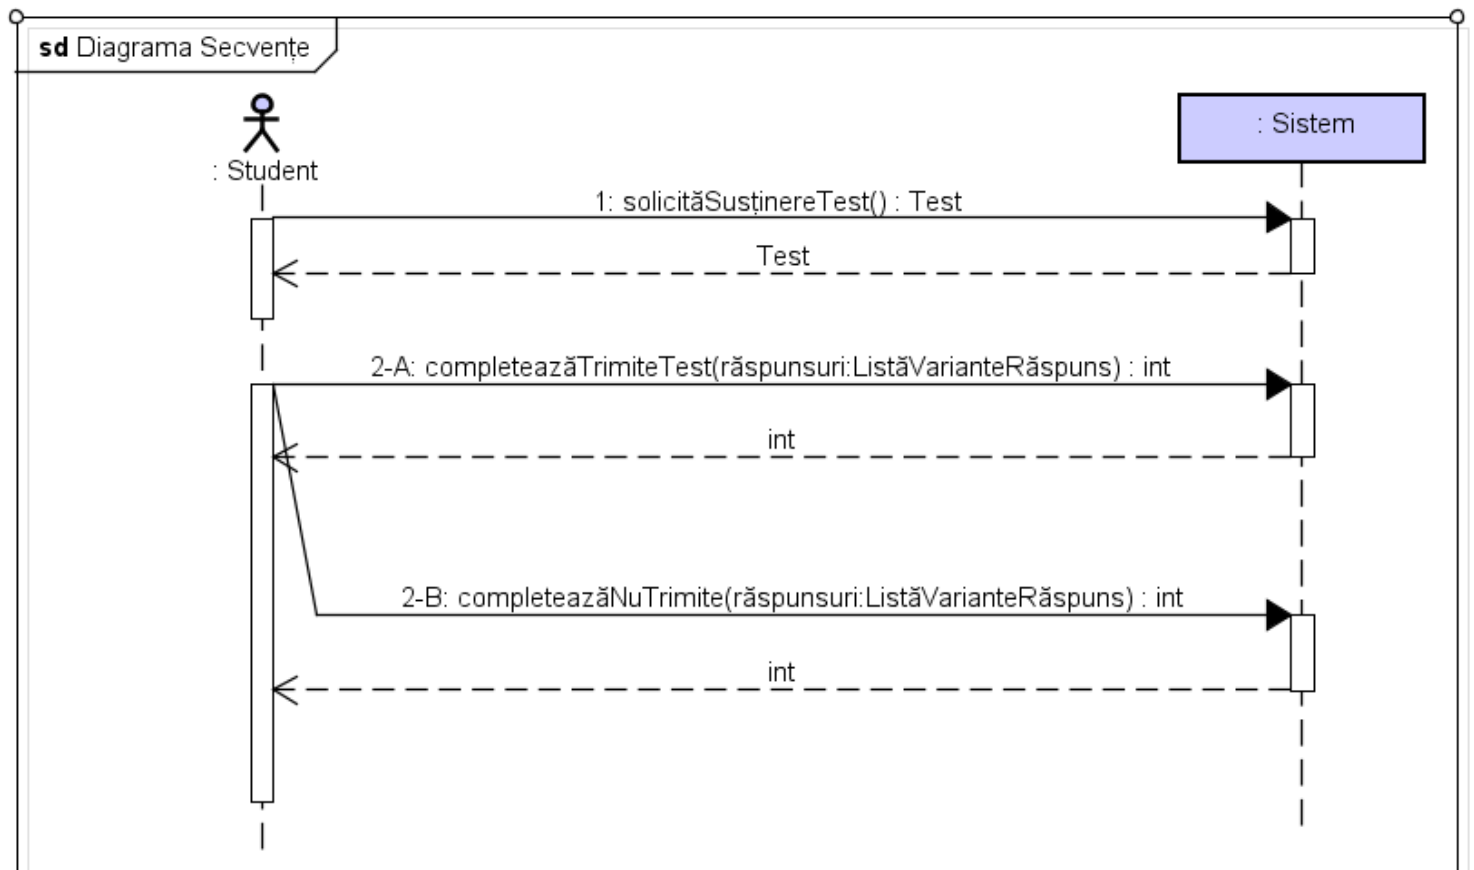 sd Diagrama Secvențe
: Student
: Sistem
1: solicităSusținereTest() : Test
Test
2-A: completeazăTrimiteTest(răspunsuri:ListăVarianteRăspuns) : int
int
2-B: completeazăNuTrimite(răspunsuri:ListăVarianteRăspuns) : int
int